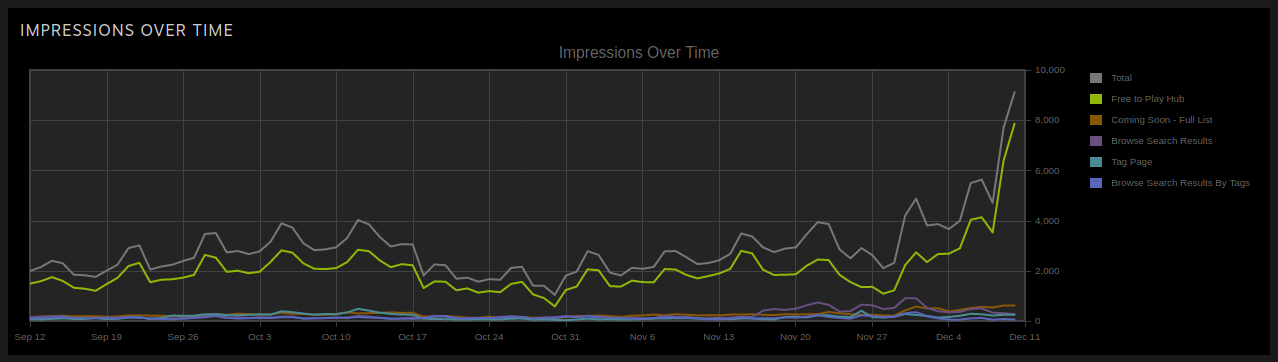 IMPRESSIONS OVER TIME
Impressions Over Time
10,000
8,000
6,000
4,000
2,000
0
Sep 12 Sep 19 Sep 26 Oct 3 Oct 10 Oct 17 Oct 24 Oct 31 Nov 6 Nov 13 Nov 20 Nov 27 Dec 4 Dec 11
Total
Free to Play Hub
Coming Soon - Full List
Browse Search Results
Tag Page
Browse Search Results By Tags